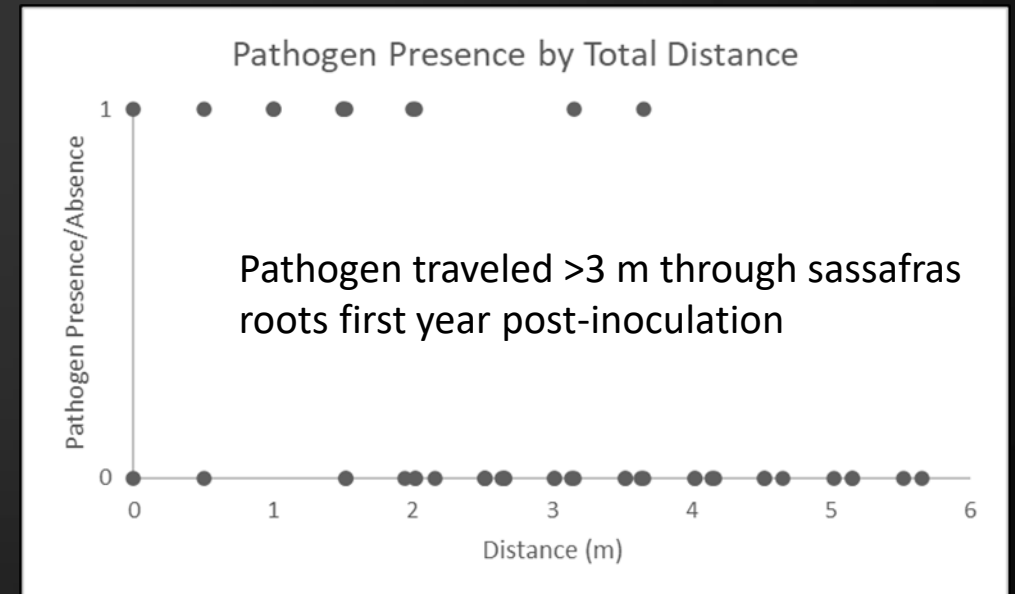 Pathogen Presence by Total Distance
1
Pathogen Presence/Absence
Pathogen traveled >3 m through sassafras
roots first year post-inoculation
0
0 1 2 3 4 5 6
Distance (m)